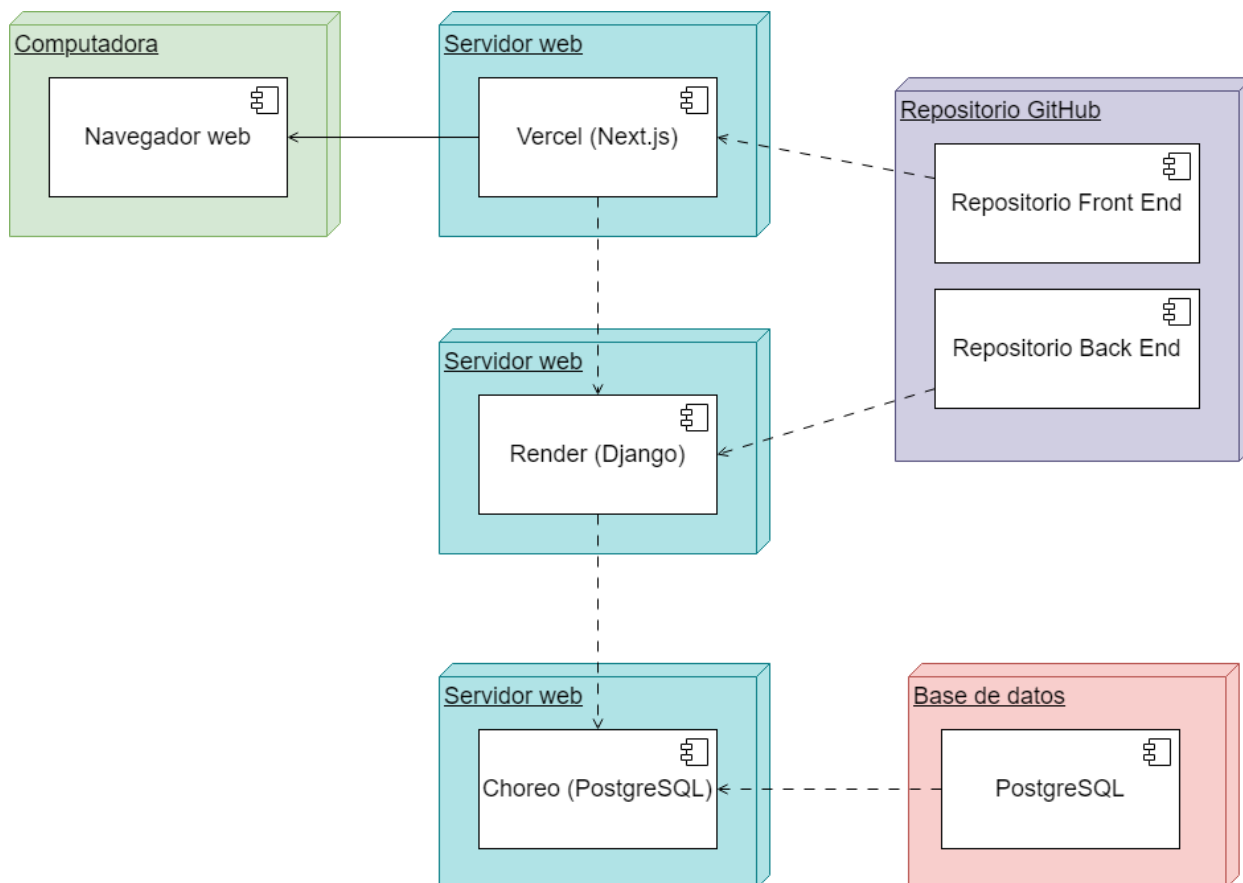 Computadora
Navegador web
Servidor web
Vercel (Next.js)
Repositorio GitHub
Repositorio Front End
Repositorio Back End
Servidor web
Render (Django)
Servidor web
Choreo (PostgreSQL)
Base de datos
PostgreSQL